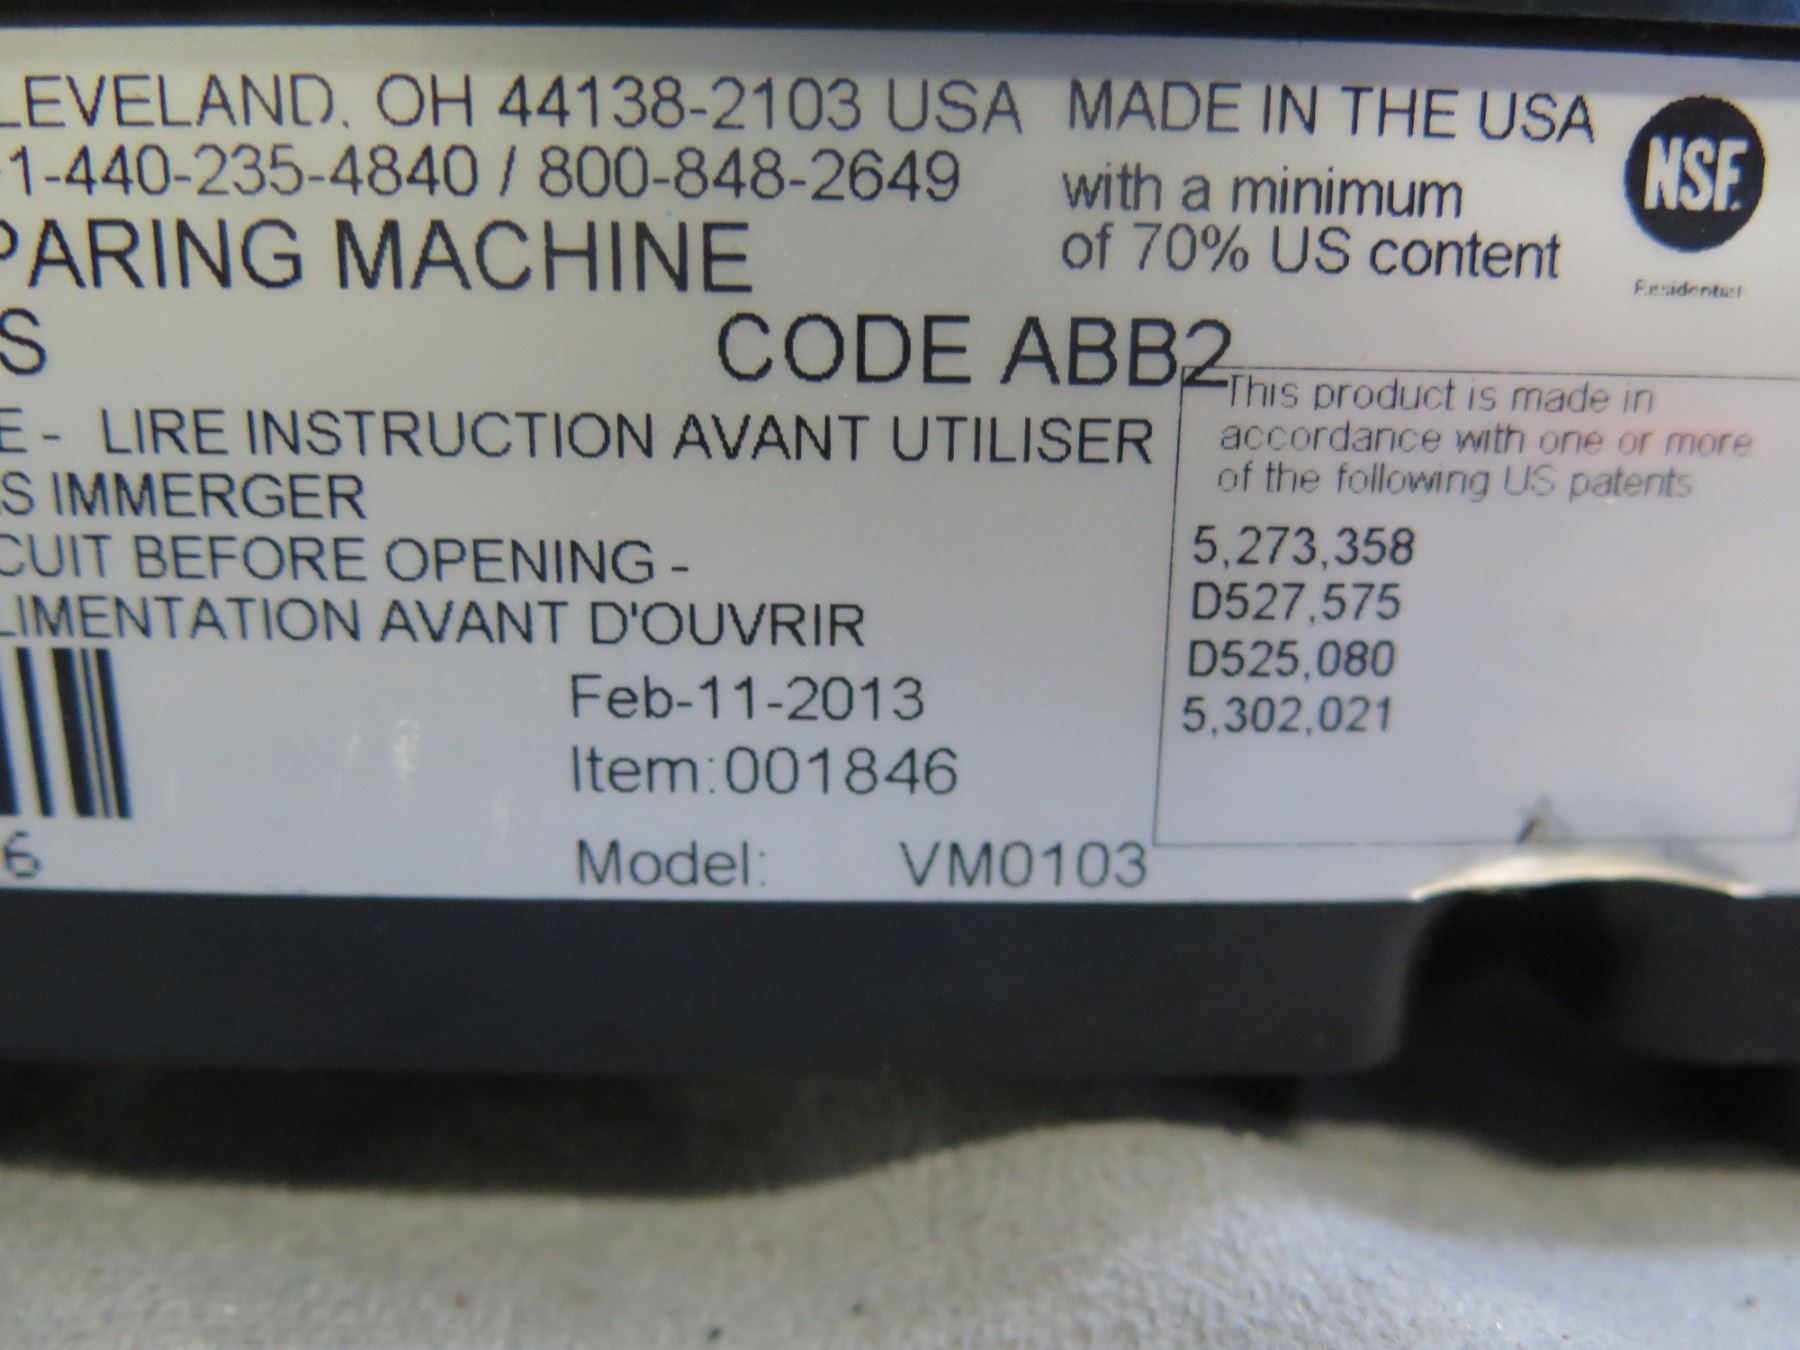 LEVELAND, OH 44138-2103 USA
1-440-235-4840 / 800-848-2649
PARING MACHINE
S
CODE ABB2
E - LIRE INSTRUCTION AVANT UTILISER
S IMMERGER
CUIT BEFORE OPENING -
LIMENTATION AVANT D'OUVRIR
6
Feb-11-2013
Item:001846
Model: VM0103
MADE IN THE USA
with a minimum
of 70% US content
NSF.
Residential
This product is made in
accordance with one or more
of the following US patents
5,273,358
D527,575
D525,080
5,302,021